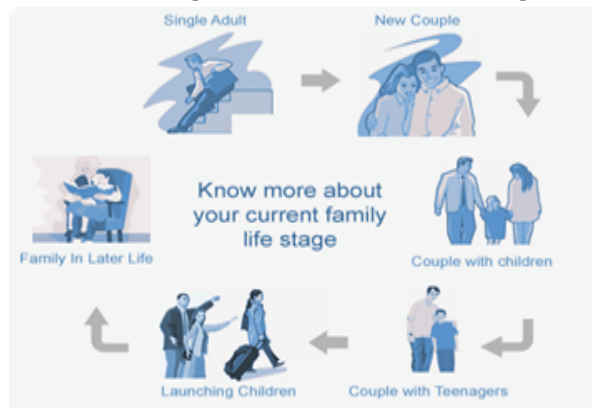 Single Adult
New Couple
Know more about
your current family
life stage
Family In Later Life
Couple with children
Launching Children
Couple with Teenagers